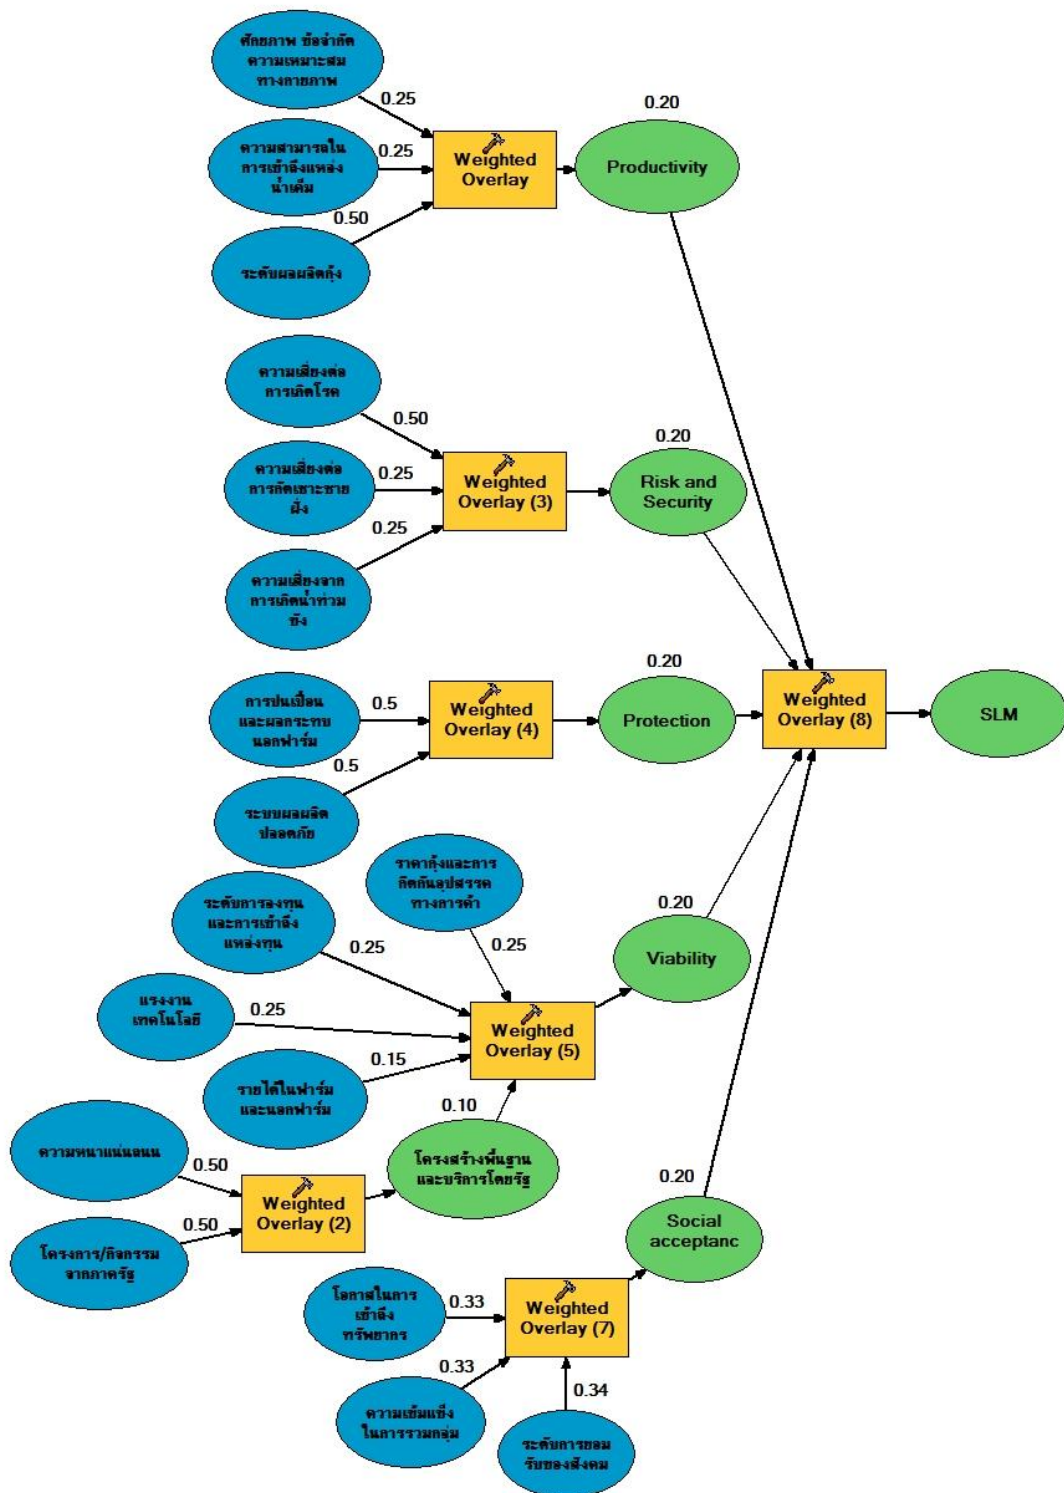 ศักยภาพ ข้อจำกัด
ความเหมาะสม
ทางกายภาพ
0.25
0.20
ความสามารถใน
การเข้าถึงแหล่ง
น้ำเค็ม
0.25
Weighted
Overlay
Productivity
0.50
ระดับผลผลิตกุ้ง
ความเสี่ยงต่อ
การเกิดโรค
0.50
0.20
ความเสี่ยงต่อ
การกัดเซาะชาย
ฝั่ง
0.25
Weighted
Overlay (3)
Risk and
Security
0.25
ความเสี่ยงจาก
การเกิดน้ำท่วม
ขัง
0.20
การปนเปื้อน
และผลกระทบ
นอกฟาร์ม
0.5
Weighted
Overlay (4)
Protection
Weighted
Overlay (8)
SLM
0.5
ระบบผลผลิต
ปลอดภัย
ราคากุ้งและการ
กีดกันอุปสรรค
ทางการค้า
ระดับการลงทุน
และการเข้าถึง
แหล่งทุน
0.25
0.25
0.20
Viability
แรงงาน
เทคโนโลยี
0.25
Weighted
Overlay (5)
0.15
รายได้ในฟาร์ม
และนอกฟาร์ม
0.10
ความหนาแน่นถนน
0.50
โครงสร้างพื้นฐาน
และบริการโดยรัฐ
0.20
Weighted
Overlay (2)
0.50
โครงการ/กิจกรรม
จากภาครัฐ
Social
acceptanc
โอกาสในการ
เข้าถึง
ทรัพยากร
0.33
Weighted
Overlay (7)
0.33
0.34
ความเข้มแข็ง
ในการรวมกลุ่ม
ระดับการยอม
รับของสังคม